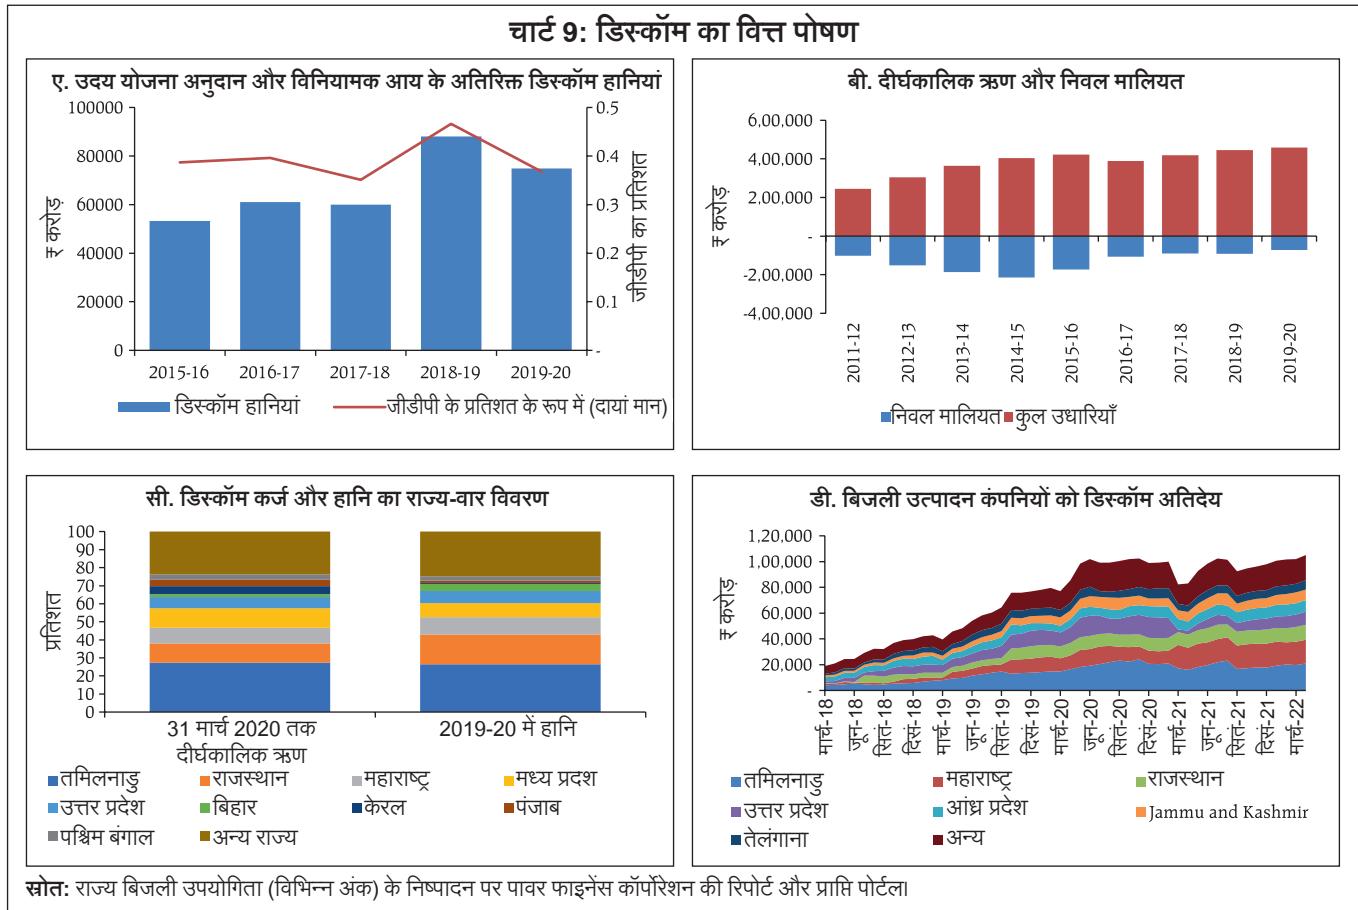 चार्ट 9: डिस्कॉम का वित्त पोषण
ए. उदय योजना अनुदान और विनियामक आय के अतिरिक्त डिस्कॉम हानियां
₹ करोड़
100000
80000
60000
40000
20000
0
0.5
0.4
0.3
0.2
0.1
-
जीडीपी का प्रतिशत
2015-16 2016-17 2017-18 2018-19 2019-20
डिस्कॉम हानियां जीडीपी के प्रतिशत के रूप में (दायां मान)
बी. दीर्घकालिक ऋण और निवल मालियत
₹ करोड़
6,00,000
4,00,000
2,00,000
-
-2,00,000
-4,00,000
2011-12 2012-13 2013-14 2014-15 2015-16 2016-17 2017-18 2018-19 2019-20
निवल मालियत कुल उधारियाँ
सी. डिस्कॉम कर्ज और हानि का राज्य-वार विवरण
प्रतिशत
100
90
80
70
60
50
40
30
20
10
0
31 मार्च 2020 तक
दीर्घकालिक ऋण
2019-20 में हानि
तमिलनाडु राजस्थान महाराष्ट्र मध्य प्रदश
उत्तर प्रदेश बिहार केरल पंजाब
पश्चिम बंगाल अन्य राज्य
डी. बिजली उत्पादन कंपनियों को डिस्कॉम अतिदेय
₹ करोड़
1,20,000
1,00,000
80,000
60,000
40,000
20,000
-
मार्च-18 जून-18 सितं-18 दिसं-18 मार्च-19 जून-19 सितं-19 दिसं-19 मार्च-20 जून-20 सितं-20 दिसं-20 मार्च-21 जून-21 सितं-21 दिसं-21 मार्च-22
तमिलनाडु महाराष्ट्र राजस्थान
उत्तर प्रदेश आंध्र प्रदेश Jammu and Kashmir
तेलंगाना अन्य
स्रोत: राज्य बिजली उपयोगिता (विभिन्न अंक) के निष्पादन पर पावर फाइनेंस कॉर्पोरेशन की रिपोर्ट और प्राप्ति पोर्टल।